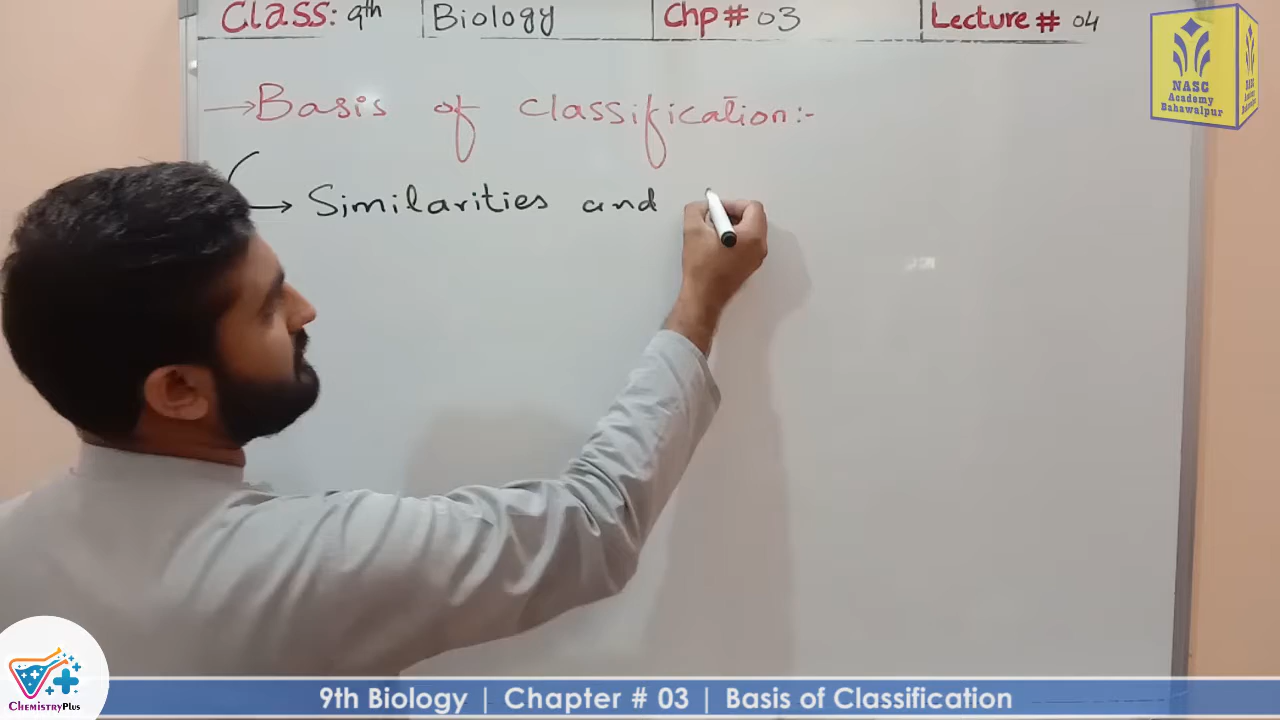 Class: 9th Biology Chp # 03 Lecture # 04
→ Basis of classification:-
→ Similarities and
NASC
Academy
Bahawalpur
ChemistryPlus
9th Biology | Chapter # 03 | Basis of Classification